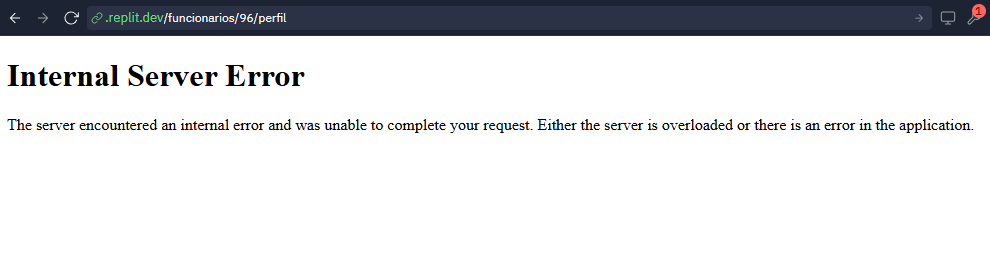 .replit.dev/funcionarios/96/perfil
1
Internal Server Error
The server encountered an internal error and was unable to complete your request. Either the server is overloaded or there is an error in the application.